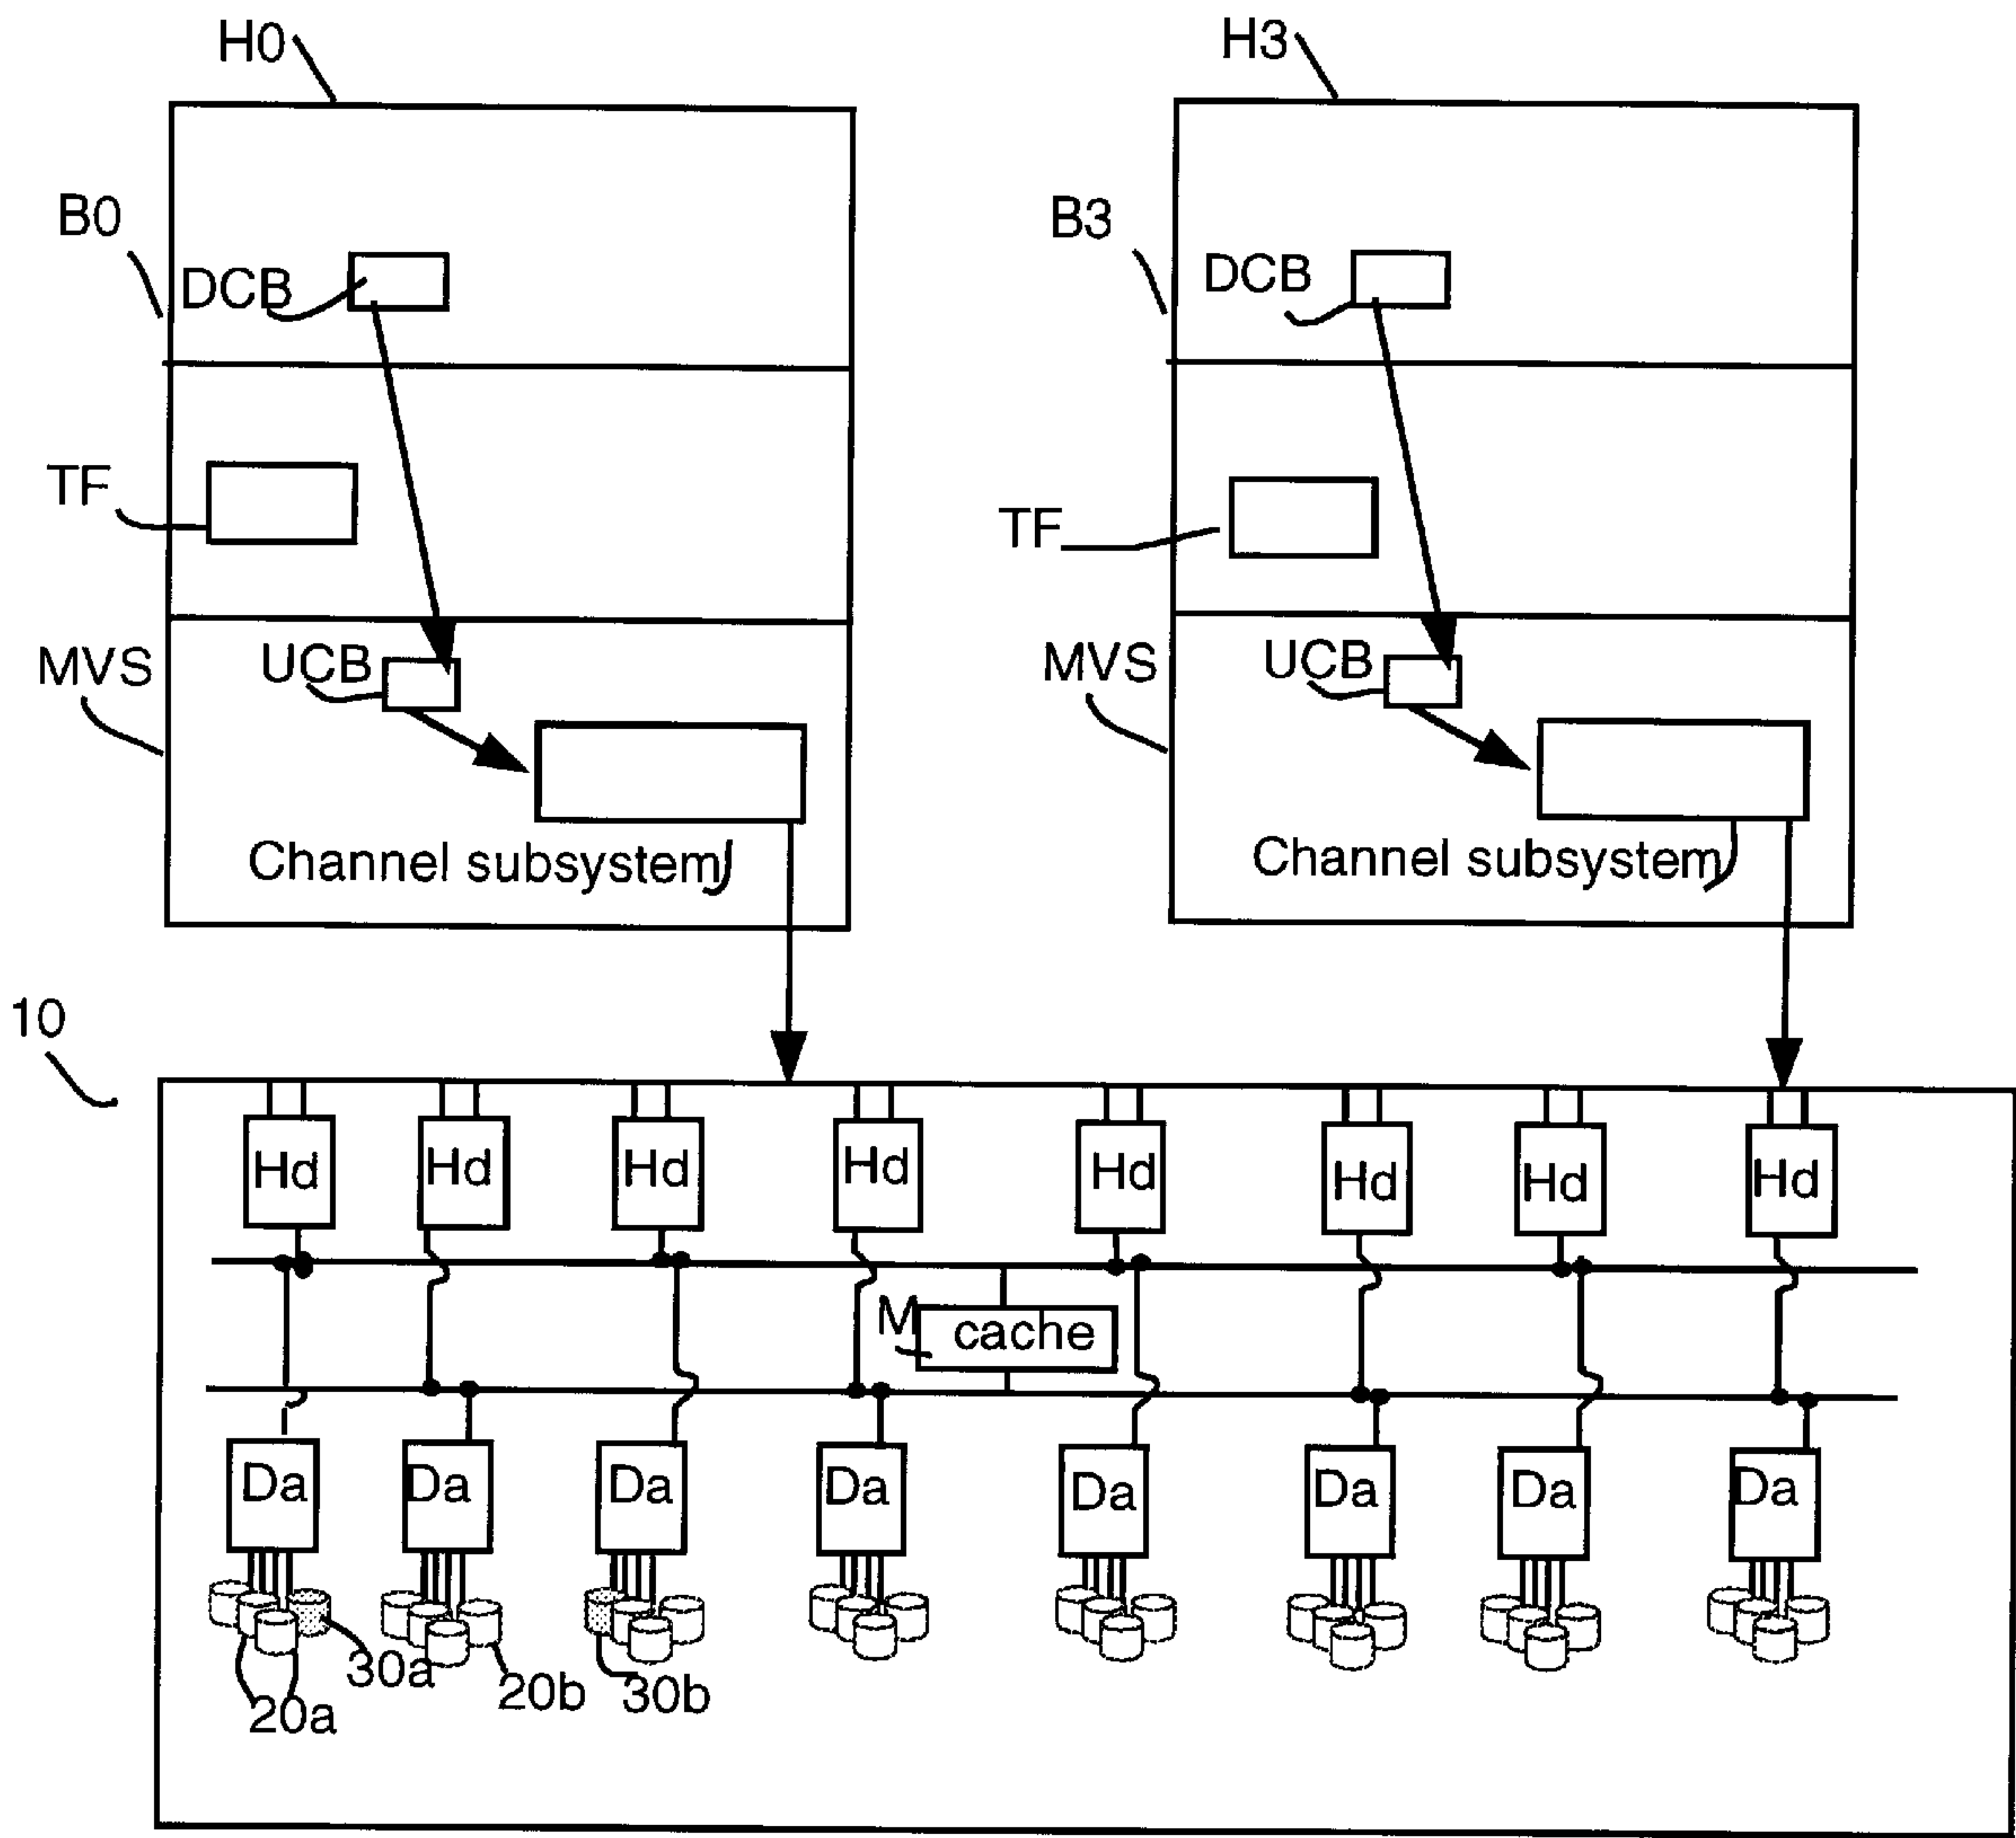 H0
H3
B0
B3
DCB
DCB
TF
TF
MVS
UCB
MVS
UCB
Channel subsystem
Channel subsystem
10
Hd
Hd
Hd
Hd
Hd
Hd
Hd
Hd
M
cache
Da
Da
Da
Da
Da
Da
Da
Da
30a
20b
30b
20a